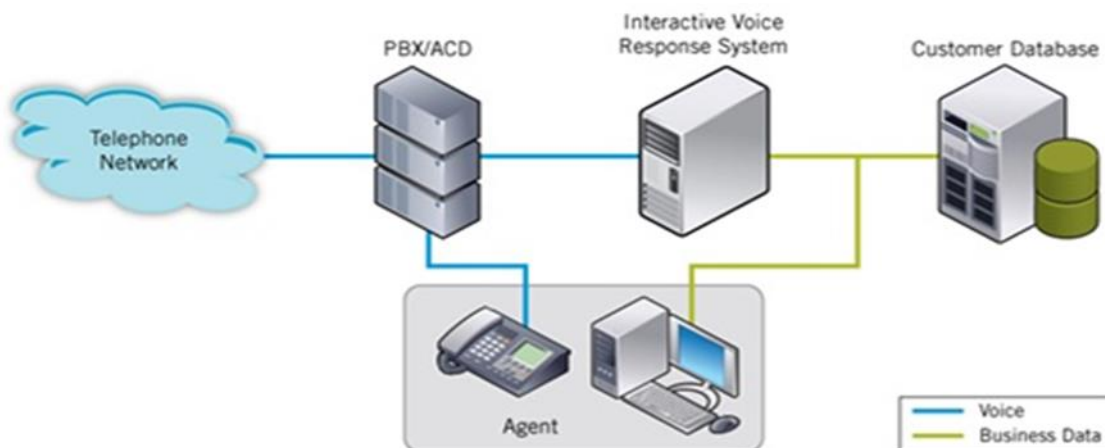 Interactive Voice
Response System
PBX/ACD
Customer Database
Telephone
Network
Agent
Voice
Business Data